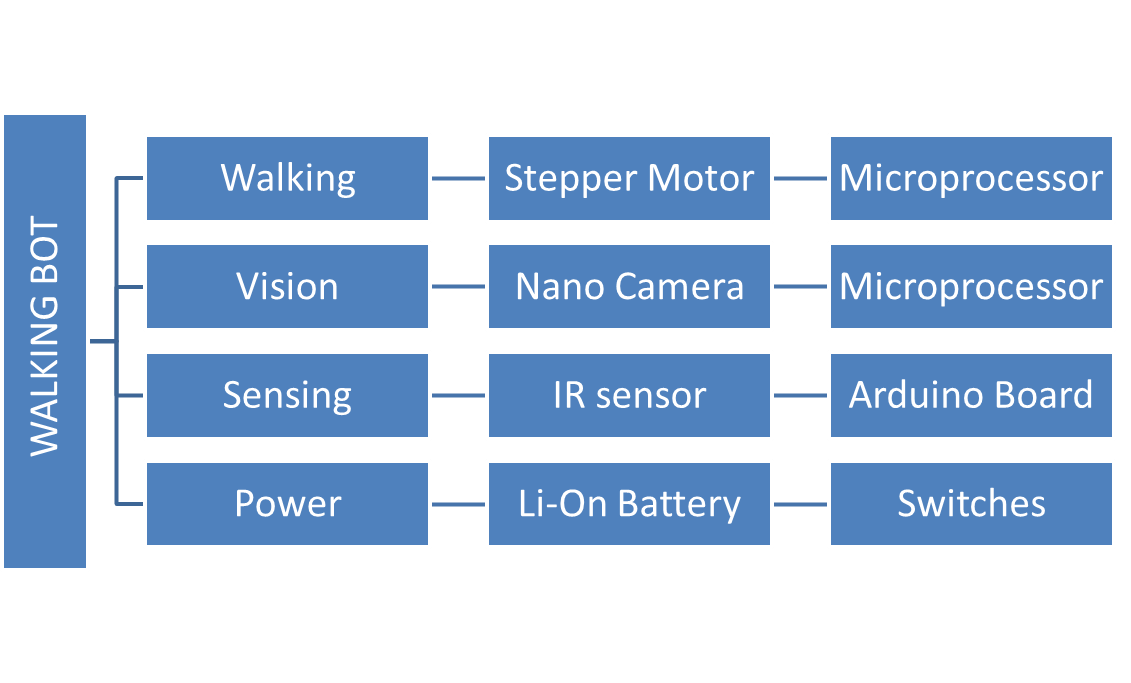 WALKING BOT
Walking
Stepper Motor
Microprocessor
Vision
Nano Camera
Microprocessor
Sensing
IR sensor
Arduino Board
Power
Li-On Battery
Switches